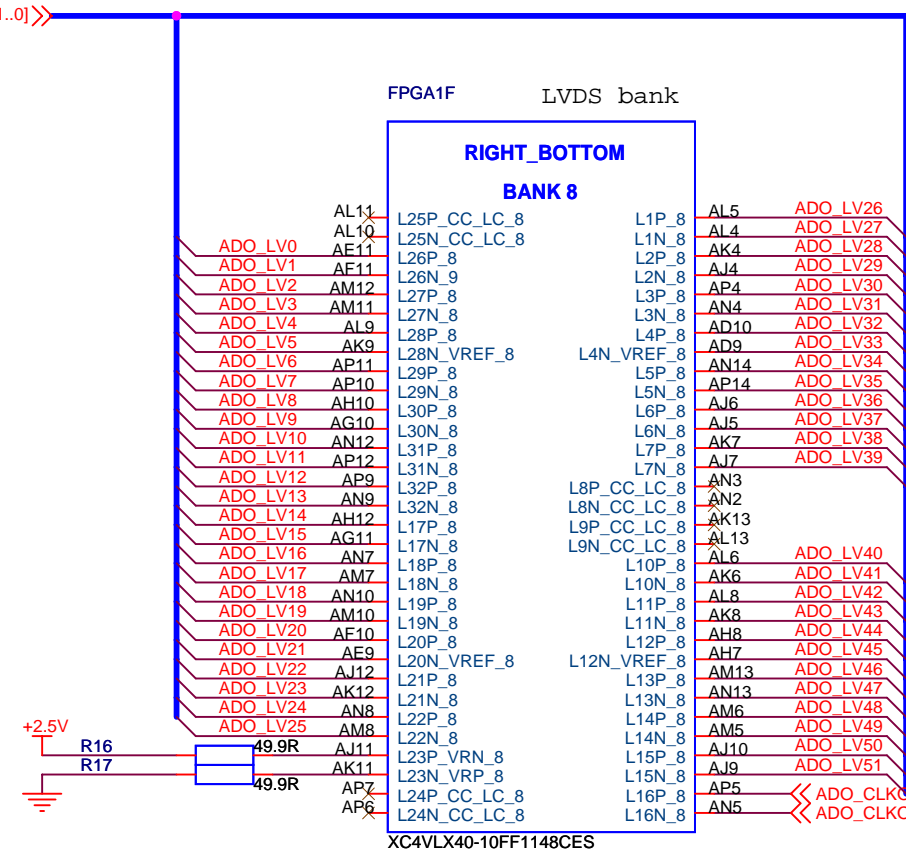 1..0]
FPGA1F
LVDS bank
RIGHT_BOTTOM
BANK 8
AL11 L25P_CC_LC_8 L1P_8 AL5 ADO_LV26
AL10 L25N_CC_LC_8 L1N_8 AL4 ADO_LV27
ADO_LV0 AE11 L26P_8 L2P_8 AK4 ADO_LV28
ADO_LV1 AF11 L26N_9 L2N_8 AJ4 ADO_LV29
ADO_LV2 AM12 L27P_8 L3P_8 AP4 ADO_LV30
ADO_LV3 AM11 L27N_8 L3N_8 AN4 ADO_LV31
ADO_LV4 AL9 L28P_8 L4P_8 AD10 ADO_LV32
ADO_LV5 AK9 L28N_VREF_8 L4N_VREF_8 AD9 ADO_LV33
ADO_LV6 AP11 L29P_8 L5P_8 AN14 ADO_LV34
ADO_LV7 AP10 L29N_8 L5N_8 AP14 ADO_LV35
ADO_LV8 AH10 L30P_8 L6P_8 AJ6 ADO_LV36
ADO_LV9 AG10 L30N_8 L6N_8 AJ5 ADO_LV37
ADO_LV10 AN12 L31P_8 L7P_8 AK7 ADO_LV38
ADO_LV11 AP12 L31N_8 L7N_8 AJ7 ADO_LV39
ADO_LV12 AP9 L32P_8 L8P_CC_LC_8 AN3
ADO_LV13 AN9 L32N_8 L8N_CC_LC_8 AN2
ADO_LV14 AH12 L17P_8 L9P_CC_LC_8 AK13
ADO_LV15 AG11 L17N_8 L9N_CC_LC_8 AL13
ADO_LV16 AN7 L18P_8 L10P_8 AL6 ADO_LV40
ADO_LV17 AM7 L18N_8 L10N_8 AK6 ADO_LV41
ADO_LV18 AN10 L19P_8 L11P_8 AL8 ADO_LV42
ADO_LV19 AM10 L19N_8 L11N_8 AK8 ADO_LV43
ADO_LV20 AF10 L20P_8 L12P_8 AH8 ADO_LV44
ADO_LV21 AE9 L20N_VREF_8 L12N_VREF_8 AH7 ADO_LV45
ADO_LV22 AJ12 L21P_8 L13P_8 AM13 ADO_LV46
ADO_LV23 AK12 L21N_8 L13N_8 AN13 ADO_LV47
ADO_LV24 AN8 L22P_8 L14P_8 AM6 ADO_LV48
ADO_LV25 AM8 L22N_8 L14N_8 AM5 ADO_LV49
+2.5V
R16 49.9R AJ11 L23P_VRN_8 L15P_8 AJ10 ADO_LV50
R17 49.9R AK11 L23N_VRP_8 L15N_8 AJ9 ADO_LV51
AP7 L24P_CC_LC_8 L16P_8 AP5 ADO_CLKO
AP6 L24N_CC_LC_8 L16N_8 AN5 ADO_CLKO
XC4VLX40-10FF1148CES